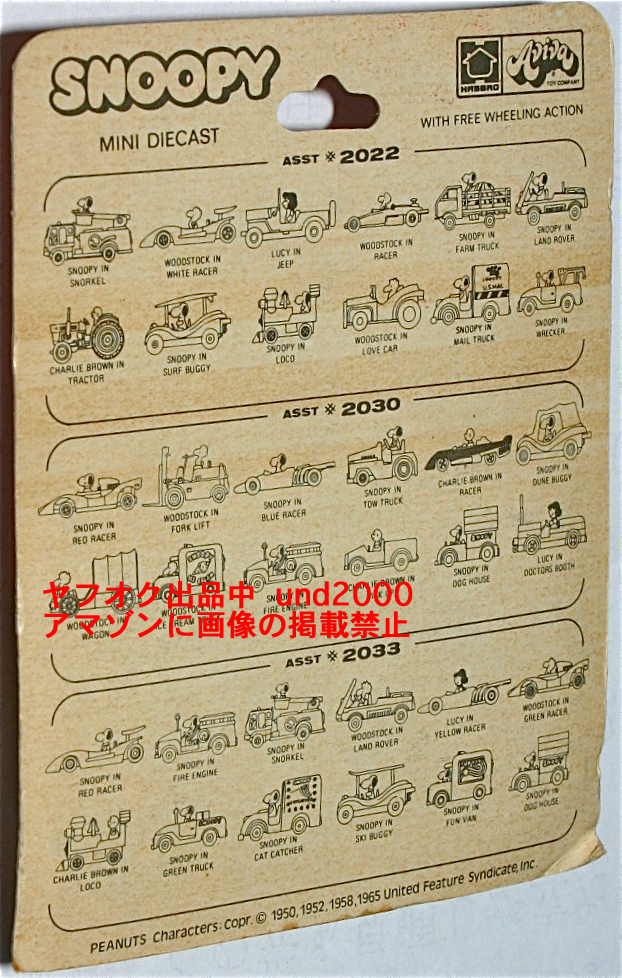 SNOOPY
HASBRO
Aviva
TOY COMPANY
MINI DIECAST
WITH FREE WHEELING ACTION
ASST ※ 2022
SNOOPY IN
SNORKEL
WOODSTOCK IN
WHITE RACER
LUCY IN
JEEP
WOODSTOCK IN
RACER
SNOOPY IN
FARM TRUCK
SNOOPY IN
LAND ROVER
U.S.MAIL
CHARLIE BROWN IN
TRACTOR
SNOOPY IN
SURF BUGGY
SNOOPY IN
LOCO
WOODSTOCK IN
LOVE CAR
SNOOPY IN
MAIL TRUCK
SNOOPY IN
WRECKER
ASST ※ 2030
SNOOPY IN
RED RACER
WOODSTOCK IN
FORK LIFT
SNOOPY IN
BLUE RACER
SNOOPY IN
TOW TRUCK
CHARLIE BROWN IN
RACER
SNOOPY IN
DUNE BUGGY
WOODSTOCK IN
WAGON
WOODSTOCK IN
FIRE ENGINE
CHARLIE BROWN IN
SNOOPY IN
DOG HOUSE
LUCY IN
DOCTORS BOOTH
ヤフオク出品中 und2000
アマゾンに画像の掲載禁止
ASST ※ 2033
SNOOPY IN
RED RACER
SNOOPY IN
FIRE ENGINE
SNOOPY IN
SNORKEL
WOODSTOCK IN
LAND ROVER
LUCY IN
YELLOW RACER
WOODSTOCK IN
GREEN RACER
CHARLIE BROWN IN
LOCO
SNOOPY IN
GREEN TRUCK
SNOOPY IN
CAT CATCHER
SNOOPY IN
SKI BUGGY
SNOOPY IN
FUN VAN
SNOOPY IN
DOG HOUSE
PEANUTS Characters: copr. © 1950, 1952, 1958, 1965 United Feature Syndicate, Inc.